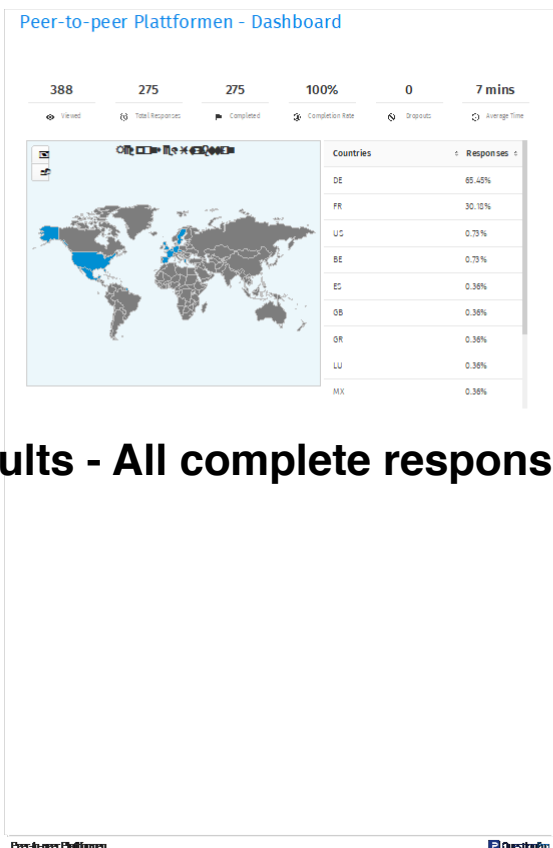 Peer-to-peer Plattformen - Dashboard
388
275
275
100%
0
7 mins
Viewed
Total Responses
Completed
Completion Rate
Dropouts
Average Time
Countries
Responses
DE
65.45%
FR
30.18%
US
0.73%
BE
0.73%
ES
0.36%
GB
0.36%
GR
0.36%
LU
0.36%
MX
0.36%
ults - All complete respons
Peer-to-peer Plattformen
QuestionPro